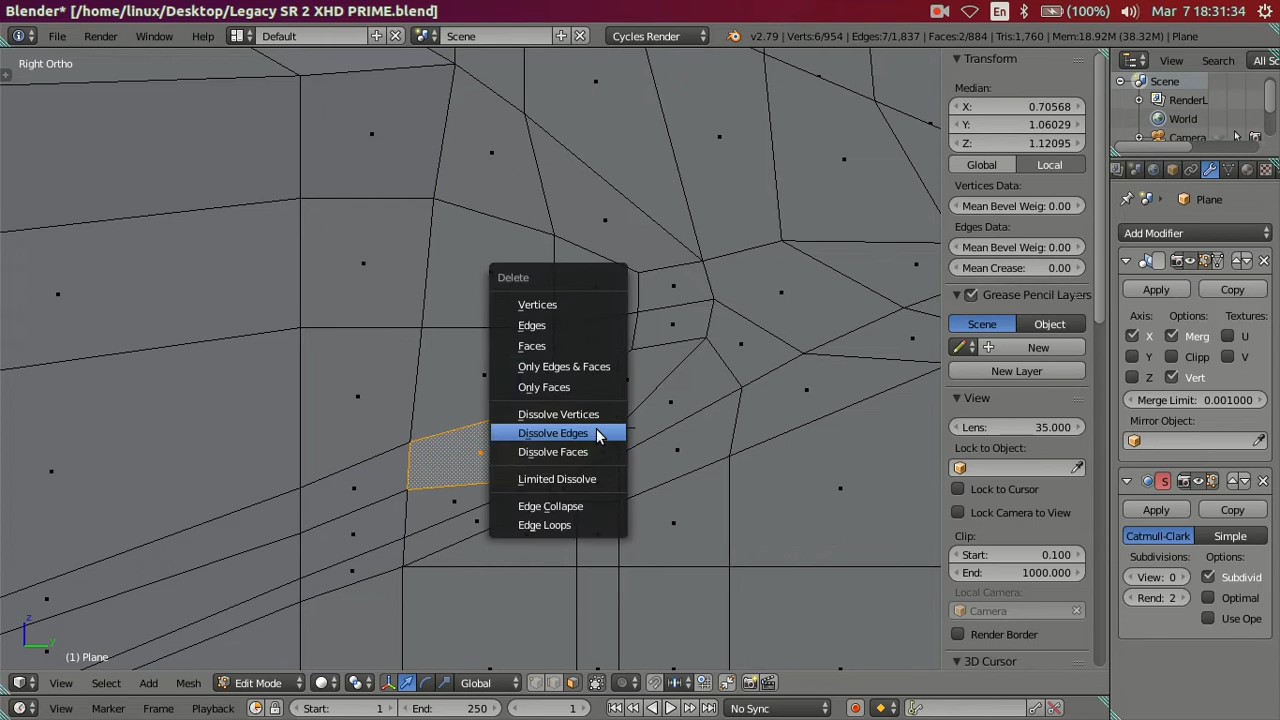 Blender* [/home/linux/Desktop/Legacy SR 2 XHD PRIME.blend]
En
(100%)
Mar 7 18:31:34
File Render Window Help
Default
Scene
Cycles Render
v2.79 | Verts:6/954 | Edges:7/1,837 | Faces:2/884 | Tris:1,760 | Mem:18.92M (38.32M) | Plane
Right Ortho
Delete
Vertices
Edges
Faces
Only Edges & Faces
Only Faces
Dissolve Vertices
Dissolve Edges
Dissolve Faces
Limited Dissolve
Edge Collapse
Edge Loops
z
y
(1) Plane
Transform
Median:
X: 0.70568
Y: 1.06029
Z: 1.12095
Global Local
Vertices Data:
Mean Bevel Weig: 0.00
Edges Data:
Mean Bevel Weig: 0.00
Mean Crease: 0.00
Grease Pencil Layers
Scene Object
New
New Layer
View
Lens: 35.000
Lock to Object:
Lock to Cursor
Lock Camera to View
Clip:
Start: 0.100
End: 1000.000
Local Camera:
Camera
Render Border
3D Cursor
View Search All Sc
Scene
RenderL
World
Camera
Plane
Add Modifier
Apply Copy
Axis: Options: Textures:
X Merg U
Y Clipp V
Z Vert
Merge Limit: 0.001000
Mirror Object:
S
Apply Copy
Catmull-Clark Simple
Subdivisions: Options:
View: 0 Subdivid
Rend: 2 Optimal
Use Ope
View Select Add Mesh Edit Mode Global
View Marker Frame Playback Start: 1 End: 250 1 No Sync